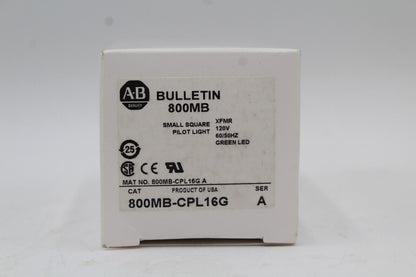 A-B
BULLETIN
800MB
SMALL SQUARE
PILOT LIGHT
XFMR
120V
60/50HZ
GREEN LED
25
CE
MAT NO. 800MB-CPL16G A
CAT
PRODUCT OF USA
SER
800MB-CPL16G
A